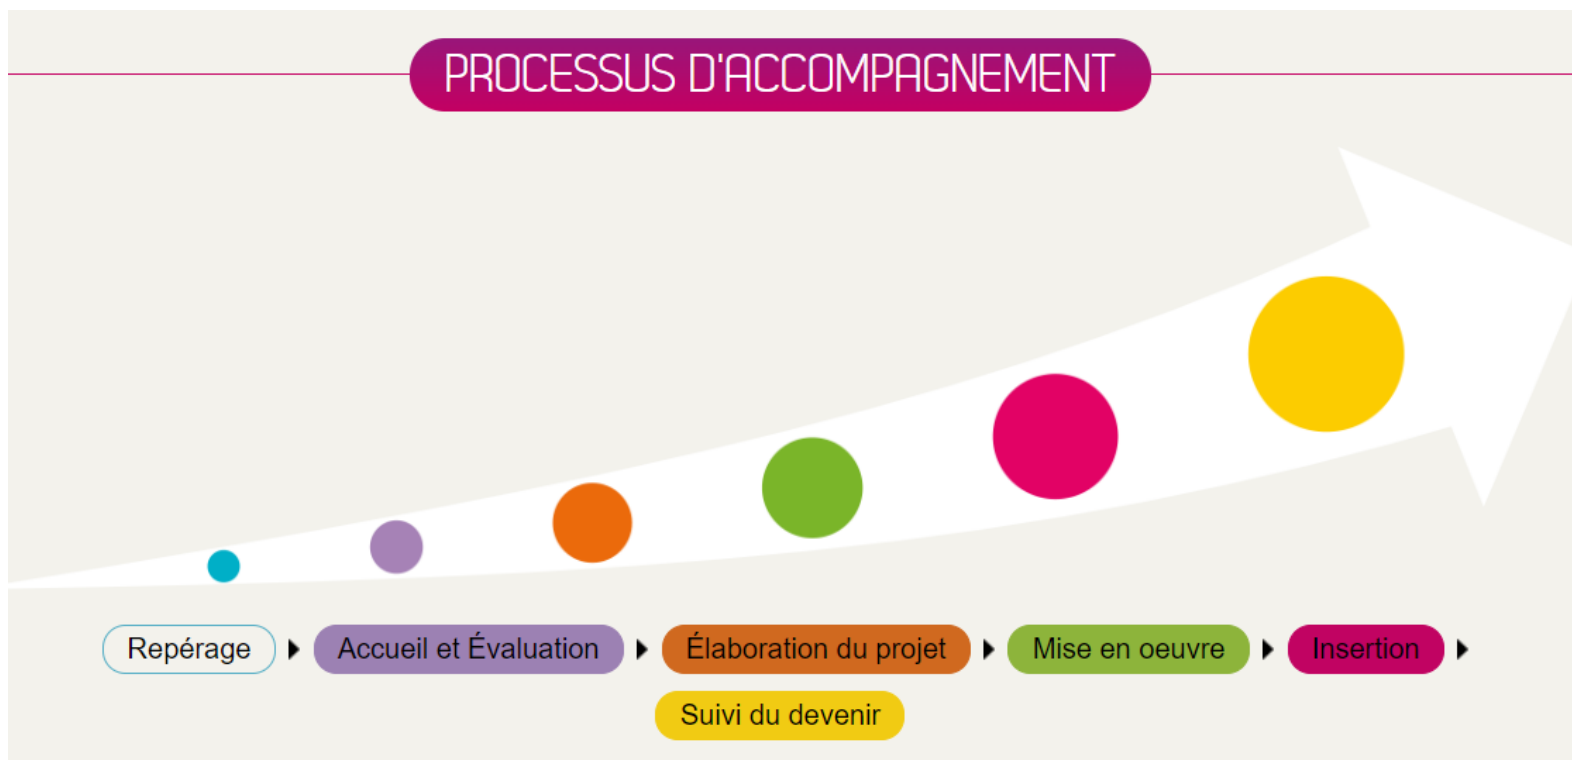 PROCESSUS D'ACCOMPAGNEMENT
Repérage Accueil et Évaluation Élaboration du projet Mise en oeuvre Insertion
Suivi du devenir